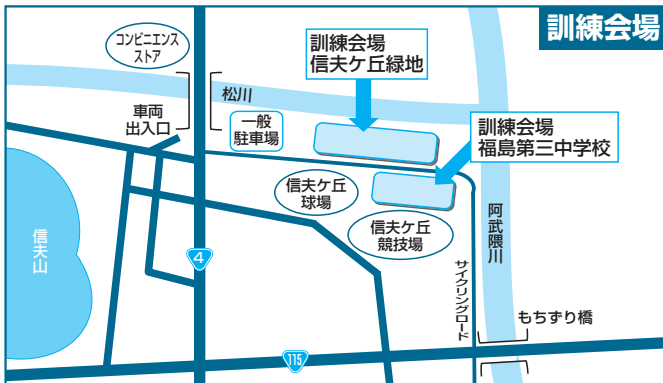 訓練会場
コンビニエンス
ストア
訓練会場
信夫ケ丘緑地
松川
車両
出入口
一般
駐車場
訓練会場
福島第三中学校
信夫ケ丘
球場
信夫ケ丘
競技場
阿武隈川
信夫山
4
サイクリングロード
もちずり橋
115